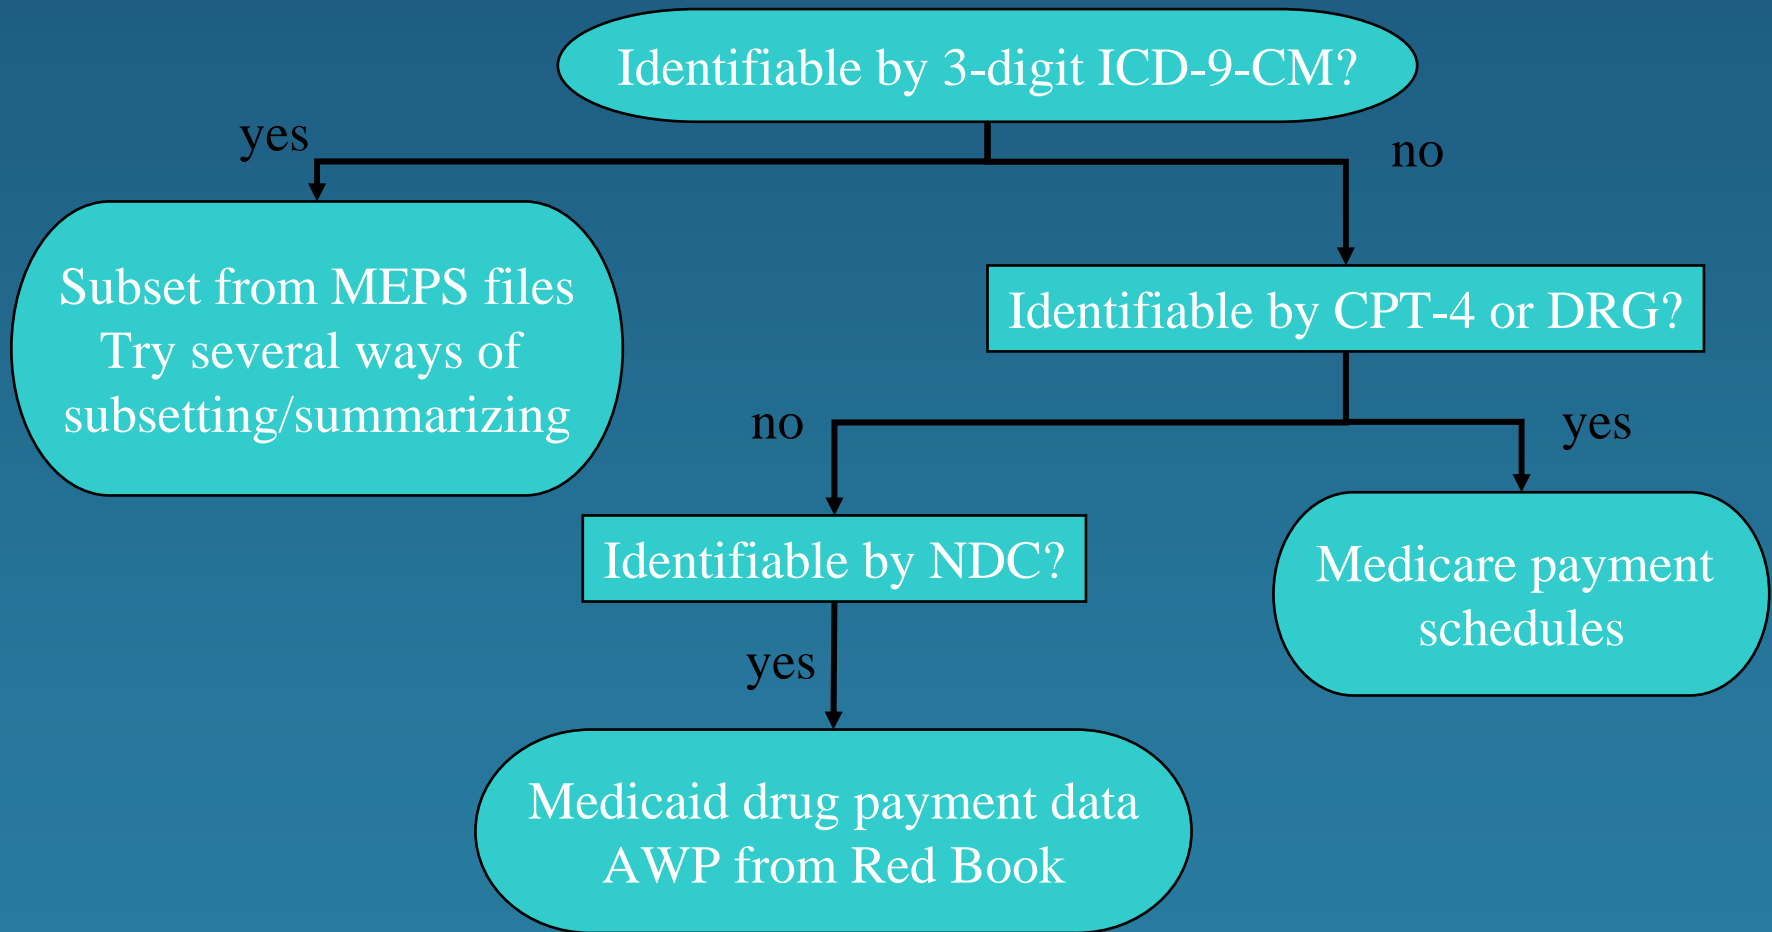 Identifiable by 3-digit ICD-9-CM?
yes
no
Subset from MEPS files
Try several ways of
subsetting/summarizing
Identifiable by CPT-4 or DRG?
no
yes
Identifiable by NDC?
Medicare payment
schedules
yes
Medicaid drug payment data
AWP from Red Book